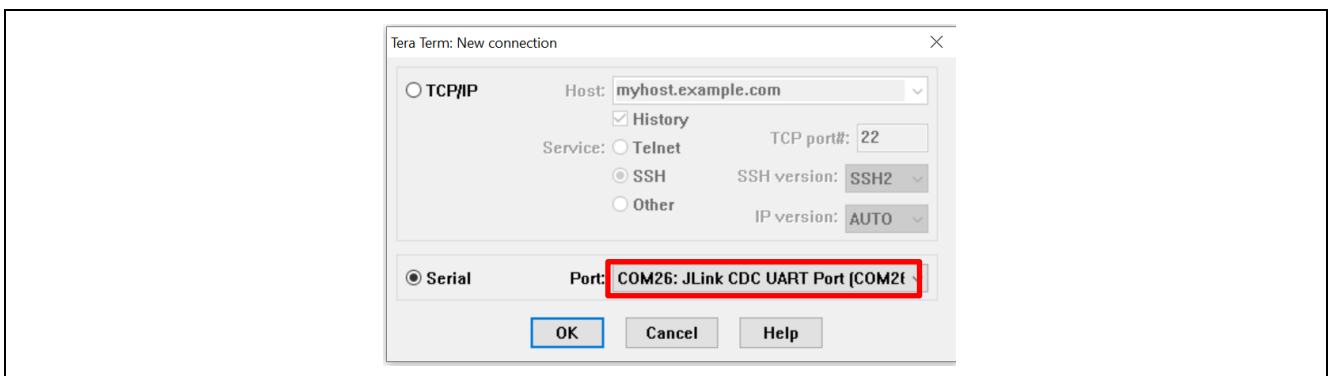 Tera Term: New connection
TCP/IP
Host: myhost.example.com
History
Service: Telnet
TCP port#: 22
SSH
SSH version: SSH2
Other
IP version: AUTO
Serial
Port: COM26: JLink CDC UART Port (COM26
OK Cancel Help